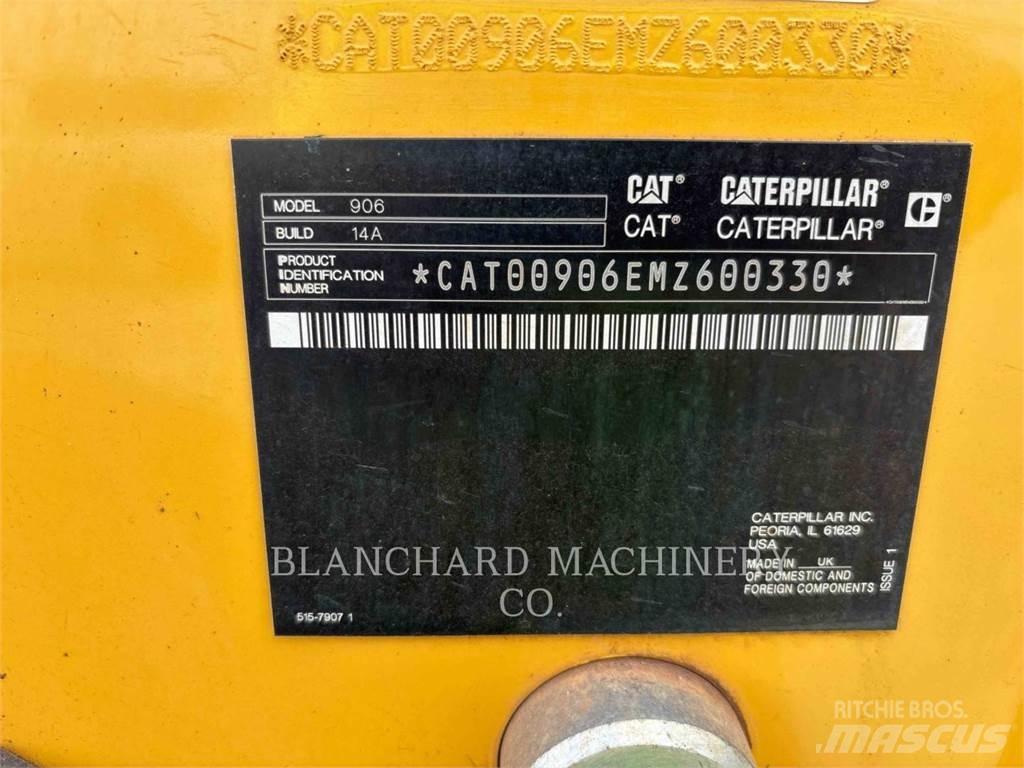 *CAT00906EMZ600330*
CAT® CATERPILLAR®
CAT® CATERPILLAR®
MODEL 906
BUILD 14A
PRODUCT
IDENTIFICATION
NUMBER
*CAT00906EMZ600330*
CATERPILLAR INC.
PEORIA, IL 61629
USA
MADE IN UK
OF DOMESTIC AND
FOREIGN COMPONENTS
ISSUE 1
515-7907 1
BLANCHARD MACHINERY
CO.
RITCHIE BROS.
MASCUS